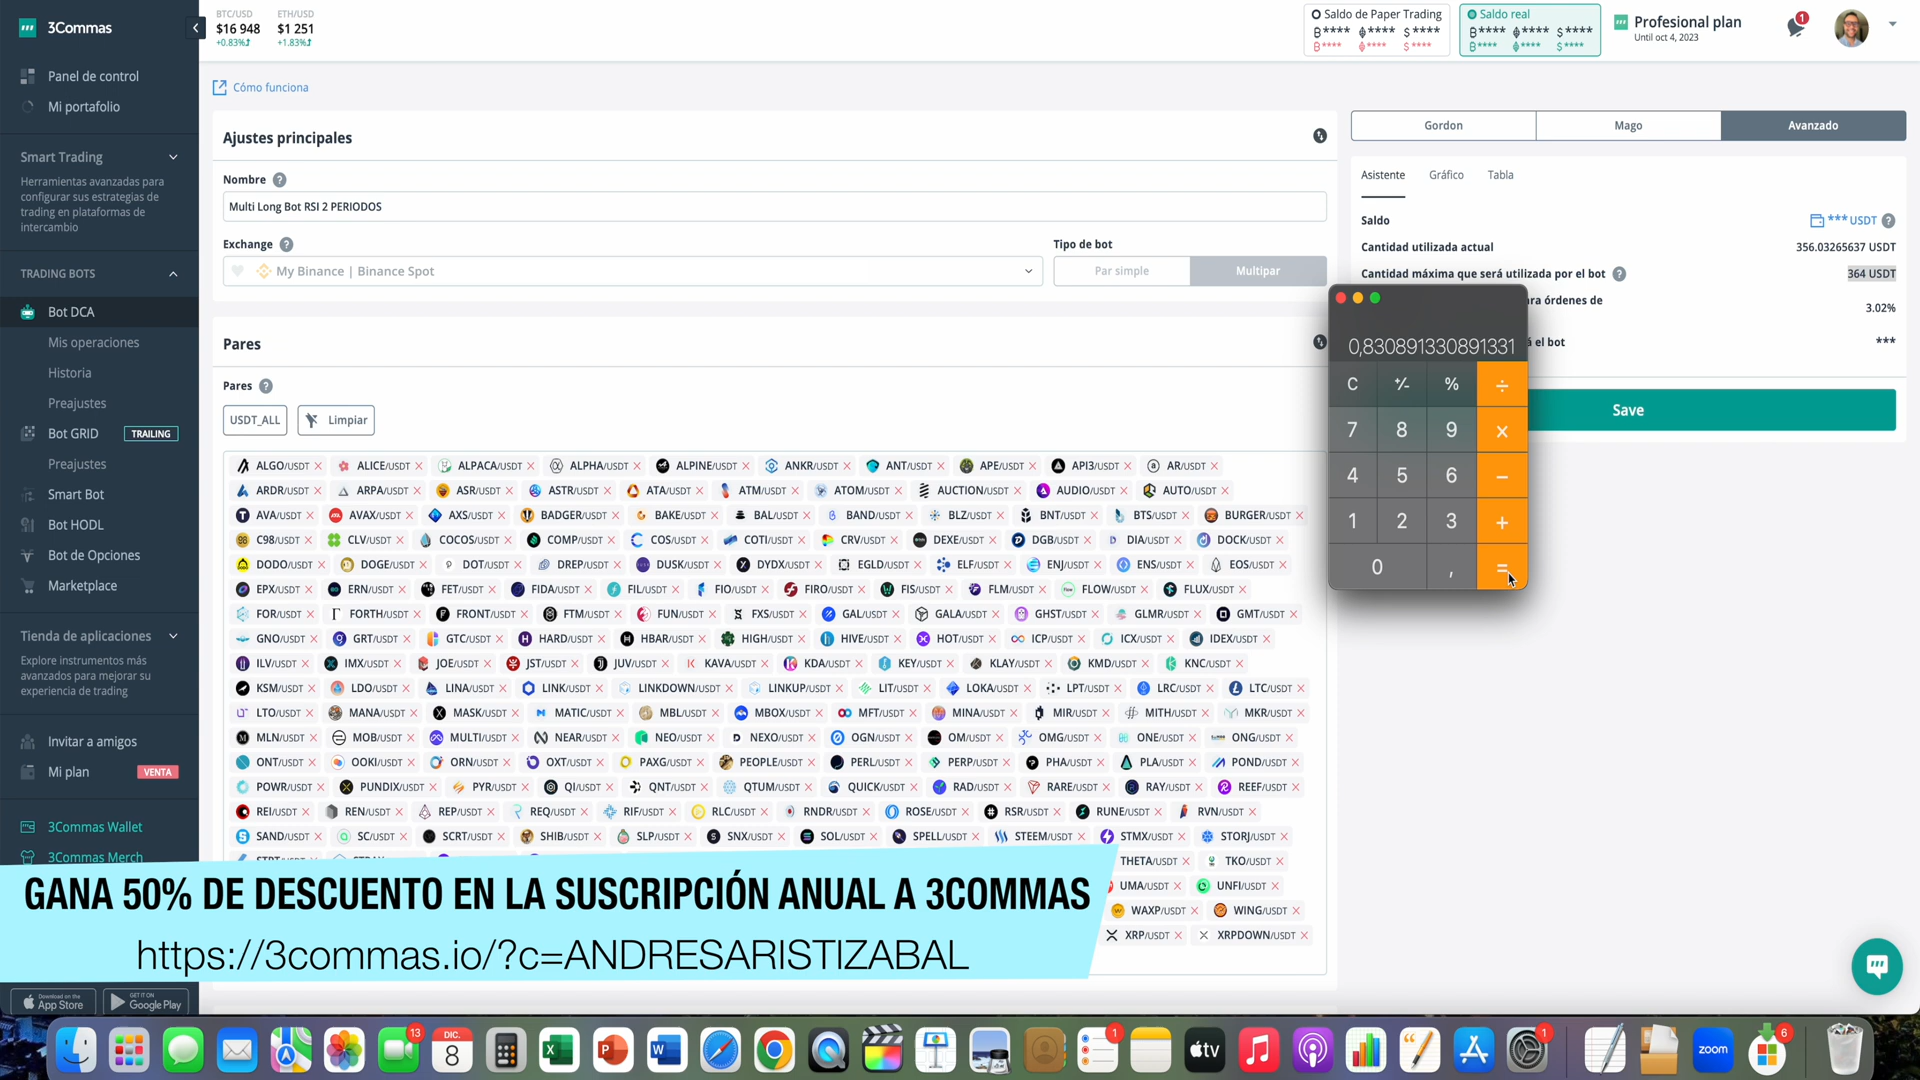 3Commas
BTC/USD
$16 948
+0.83%
ETH/USD
$1 251
+1.83%
Saldo de Paper Trading
Saldo real
Profesional plan
Until oct 4, 2023
1
Panel de control
Mi portafolio
Smart Trading
Herramientas avanzadas para
configurar sus estrategias de
trading en plataformas de
intercambio
TRADING BOTS
Bot DCA
Mis operaciones
Historia
Preajustes
Bot GRID TRAILING
Preajustes
Smart Bot
Bot HODL
Bot de Opciones
Marketplace
Tienda de aplicaciones
Explore instrumentos más
avanzados para mejorar su
experiencia de trading
Invitar a amigos
Mi plan VENTA
3Commas Wallet
3Commas Merch
Download on the
App Store
GET IT ON
Google Play
Cómo funciona
Ajustes principales
Nombre ?
Multi Long Bot RSI 2 PERIODOS
Exchange ?
My Binance | Binance Spot
Tipo de bot
Par simple Multipar
Pares
Pares ?
USDT_ALL Limpiar
ALGO/USDT ALICE/USDT ALPACA/USDT ALPHA/USDT ALPINE/USDT ANKR/USDT ANT/USDT APE/USDT API3/USDT AR/USDT
ARDR/USDT ARPA/USDT ASR/USDT ASTR/USDT ATA/USDT ATM/USDT ATOM/USDT AUCTION/USDT AUDIO/USDT AUTO/USDT
AVA/USDT AVAX/USDT AXS/USDT BADGER/USDT BAKE/USDT BAL/USDT BAND/USDT BLZ/USDT BNT/USDT BTS/USDT BURGER/USDT
C98/USDT CLV/USDT COCOS/USDT COMP/USDT COS/USDT COTI/USDT CRV/USDT DEXE/USDT DGB/USDT DIA/USDT DOCK/USDT
DODO/USDT DOGE/USDT DOT/USDT DREP/USDT DUSK/USDT DYDX/USDT EGLD/USDT ELF/USDT ENJ/USDT ENS/USDT EOS/USDT
EPX/USDT ERN/USDT FET/USDT FIDA/USDT FIL/USDT FIO/USDT FIRO/USDT FIS/USDT FLM/USDT FLOW/USDT FLUX/USDT
FOR/USDT FORTH/USDT FRONT/USDT FTM/USDT FUN/USDT FXS/USDT GAL/USDT GALA/USDT GHST/USDT GLMR/USDT GMT/USDT
GNO/USDT GRT/USDT GTC/USDT HARD/USDT HBAR/USDT HIGH/USDT HIVE/USDT HOT/USDT ICP/USDT ICX/USDT IDEX/USDT
ILV/USDT IMX/USDT JOE/USDT JST/USDT JUV/USDT KAVA/USDT KDA/USDT KEY/USDT KLAY/USDT KMD/USDT KNC/USDT
KSM/USDT LDO/USDT LINA/USDT LINK/USDT LINKDOWN/USDT LINKUP/USDT LIT/USDT LOKA/USDT LPT/USDT LRC/USDT LTC/USDT
LTO/USDT MANA/USDT MASK/USDT MATIC/USDT MBL/USDT MBOX/USDT MFT/USDT MINA/USDT MIR/USDT MITH/USDT MKR/USDT
MLN/USDT MOB/USDT MULTI/USDT NEAR/USDT NEO/USDT NEXO/USDT OGN/USDT OM/USDT OMG/USDT ONE/USDT ONG/USDT
ONT/USDT OOKI/USDT ORN/USDT OXT/USDT PAXG/USDT PEOPLE/USDT PERL/USDT PERP/USDT PHA/USDT PLA/USDT POND/USDT
POWR/USDT PUNDIX/USDT PYR/USDT QI/USDT QNT/USDT QTUM/USDT QUICK/USDT RAD/USDT RARE/USDT RAY/USDT REEF/USDT
REI/USDT REN/USDT REP/USDT REQ/USDT RIF/USDT RLC/USDT RNDR/USDT ROSE/USDT RSR/USDT RUNE/USDT RVN/USDT
SAND/USDT SC/USDT SCRT/USDT SHIB/USDT SLP/USDT SNX/USDT SOL/USDT SPELL/USDT STEEM/USDT STMX/USDT STORJ/USDT
THETA/USDT TKO/USDT
UMA/USDT UNFI/USDT
WAXP/USDT WING/USDT
XRP/USDT XRPDOWN/USDT
Gordon Mago Avanzado
Asistente Gráfico Tabla
Saldo *** USDT ?
Cantidad utilizada actual 356.03265637 USDT
Cantidad máxima que será utilizada por el bot ? 364 USDT
ra órdenes de
3.02%
el bot ***
Save
0,830891330891331
C +/- % ÷
7 8 9 ×
4 5 6 −
1 2 3 +
0 , =
GANA 50% DE DESCUENTO EN LA SUSCRIPCIÓN ANUAL A 3COMMAS
https://3commas.io/?c=ANDRESARISTIZABAL
13
DIC.
8
1
tv
1
zoom
6